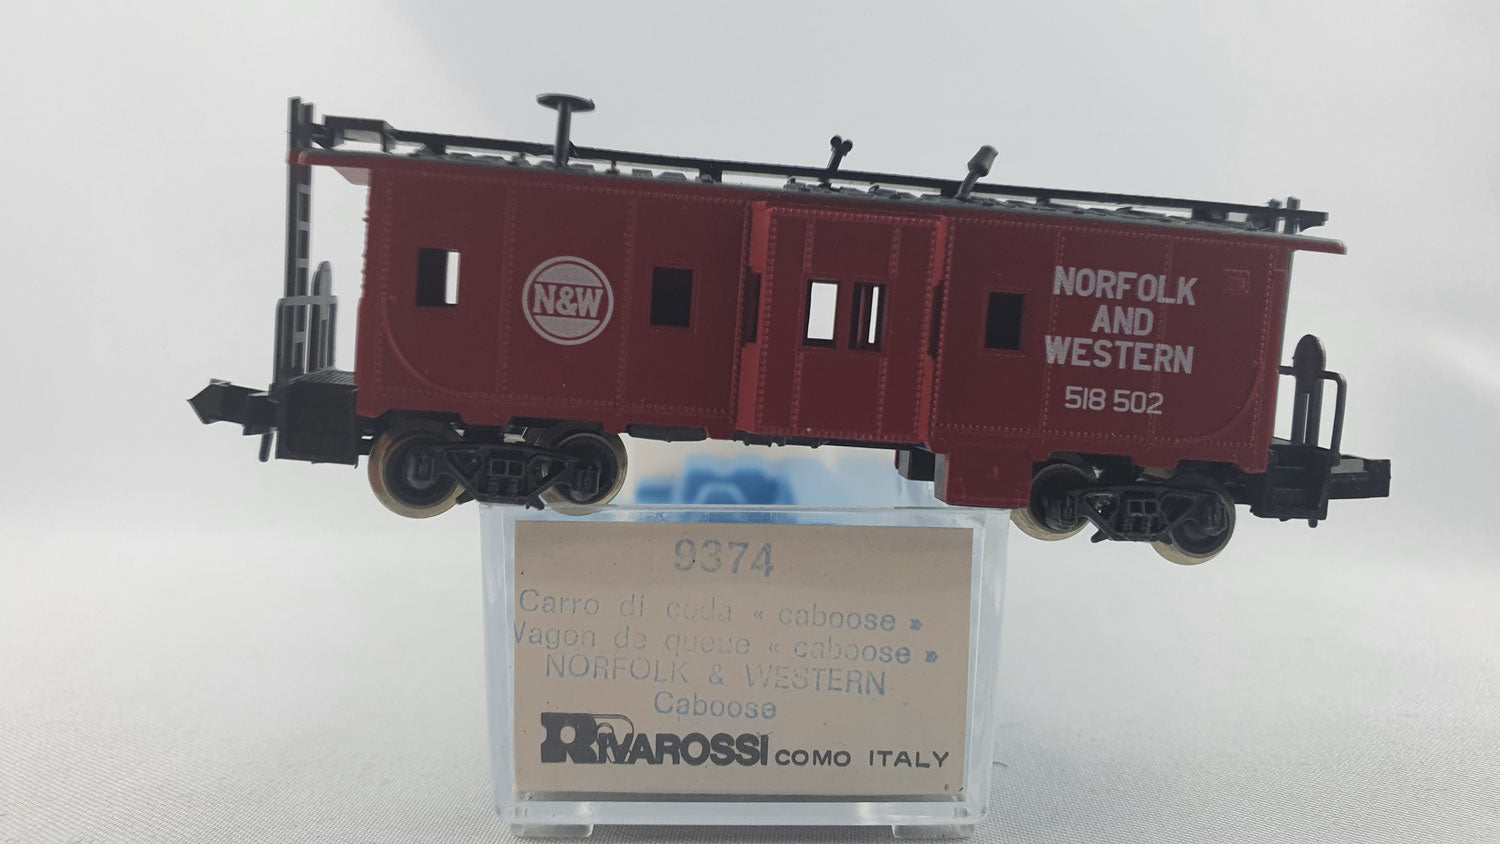 N&W
NORFOLK
AND
WESTERN
518 502
9374
Carro di coda « caboose »
Wagon de queue « caboose »
NORFOLK & WESTERN
Caboose
RIVAROSSI COMO ITALY